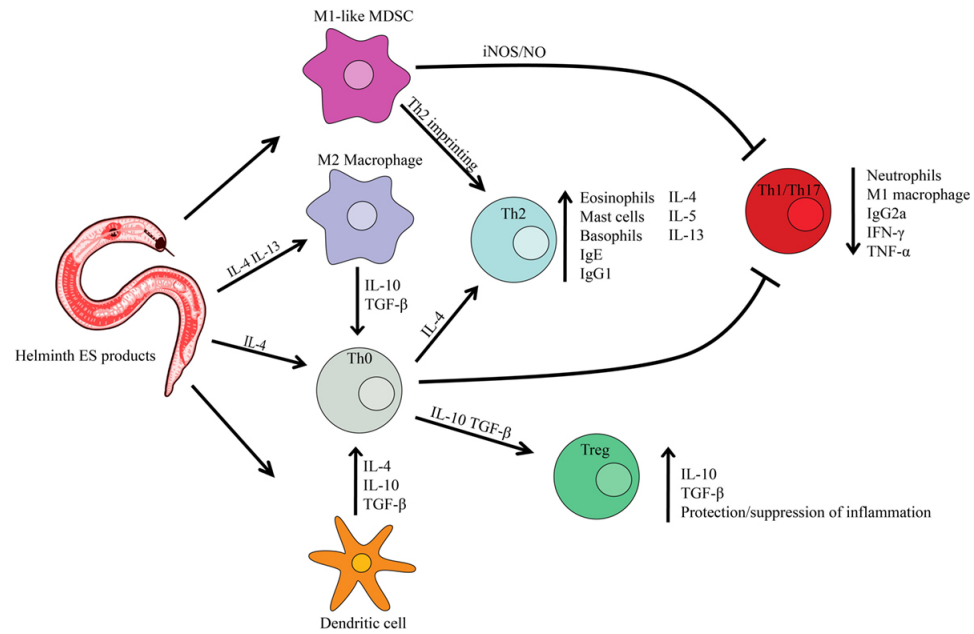 M1-like MDSC
iNOS/NO
Th2 imprinting
M2 Macrophage
Th1/Th17
Neutrophils
M1 macrophage
IgG2a
IFN-γ
TNF-α
Th2
Eosinophils IL-4
Mast cells IL-5
Basophils IL-13
IgE
IgG1
IL-4 IL-13
IL-10
TGF-β
IL-4
Helminth ES products
IL-4
Th0
IL-10 TGF-β
Treg
IL-10
TGF-β
Protection/suppression of inflammation
IL-4
IL-10
TGF-β
Dendritic cell